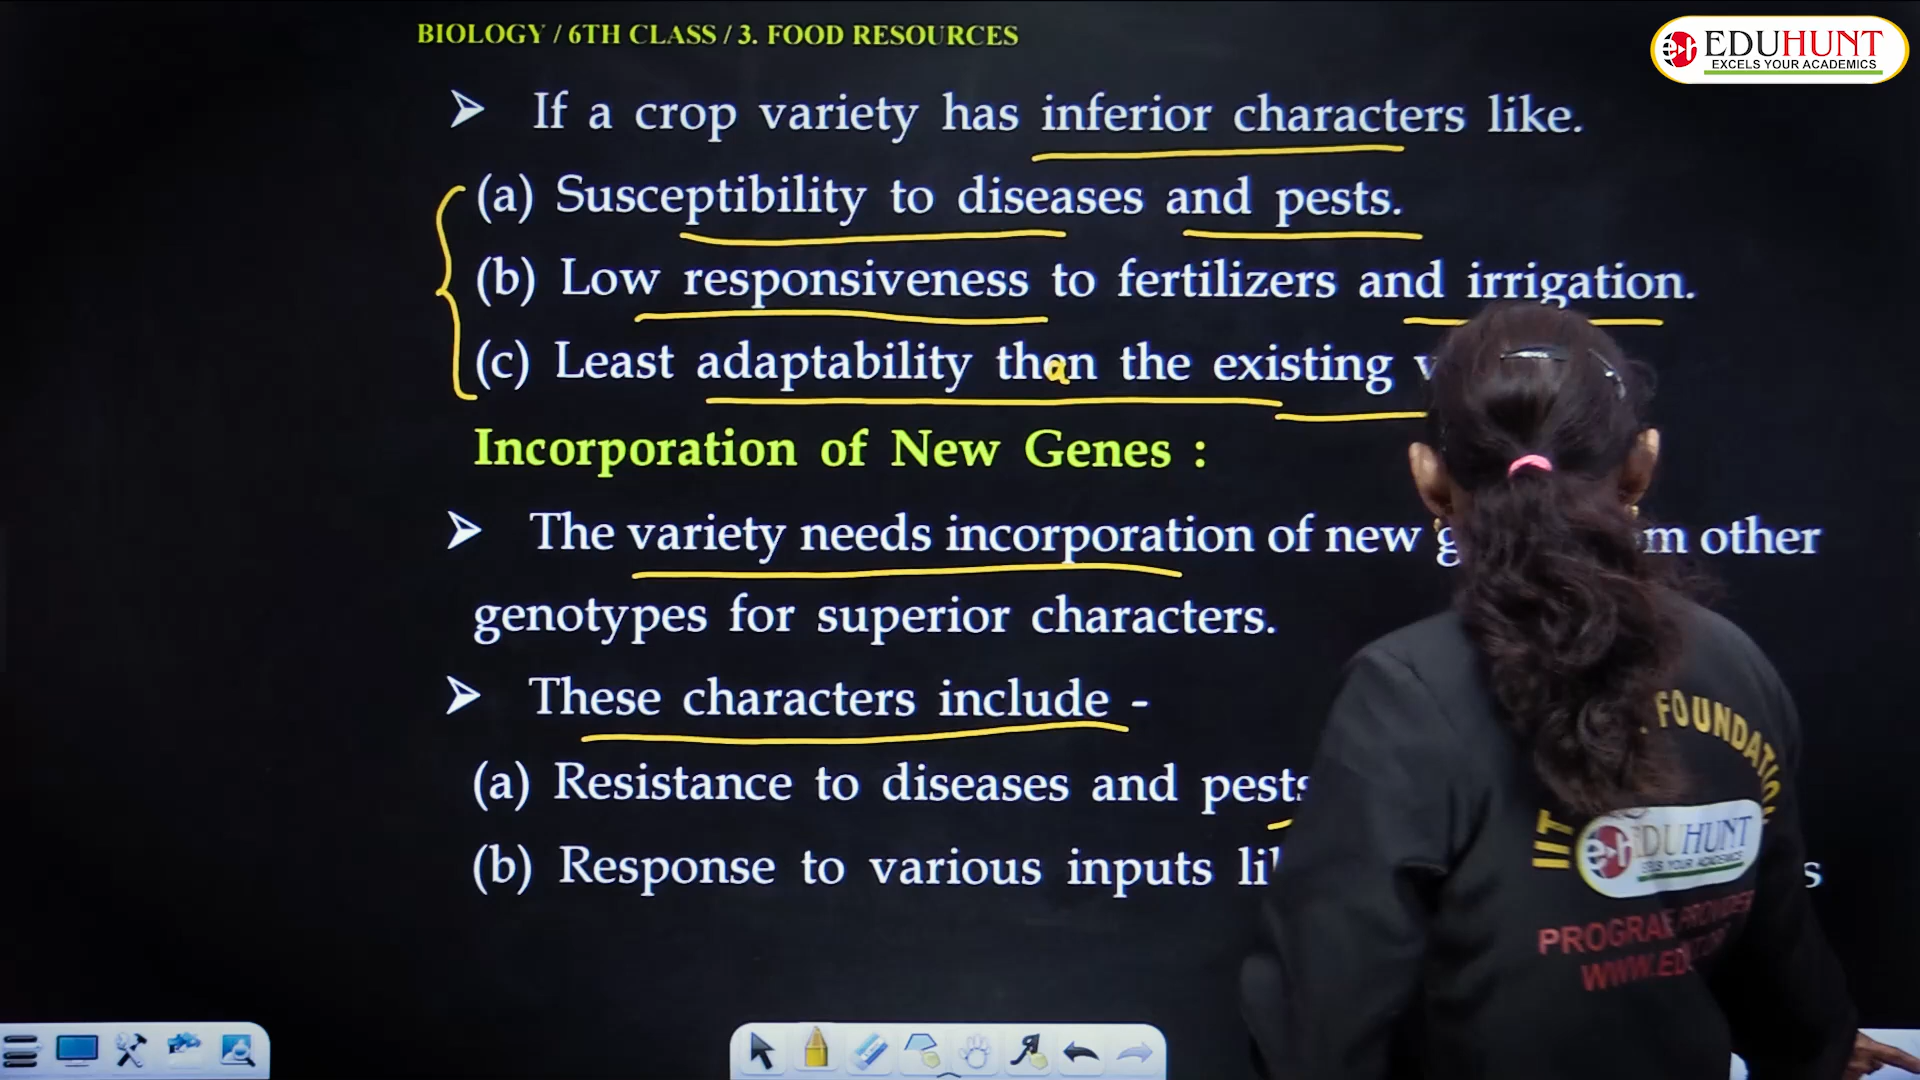 BIOLOGY / 6TH CLASS / 3. FOOD RESOURCES
EDUHUNT
EXCELS YOUR ACADEMICS
➤ If a crop variety has inferior characters like.
(a) Susceptibility to diseases and pests.
(b) Low responsiveness to fertilizers and irrigation.
(c) Least adaptability than the existing
Incorporation of New Genes :
➤ The variety needs incorporation of new other
genotypes for superior characters.
➤ These characters include -
(a) Resistance to diseases and pests
(b) Response to various inputs
FOUNDATION
EDUHUNT
YOUR ACADEMICS